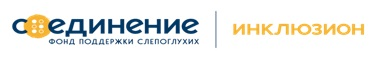 соединение
ФОНД ПОДДЕРЖКИ СЛЕПОГЛУХИХ
ИНКЛЮЗИОН